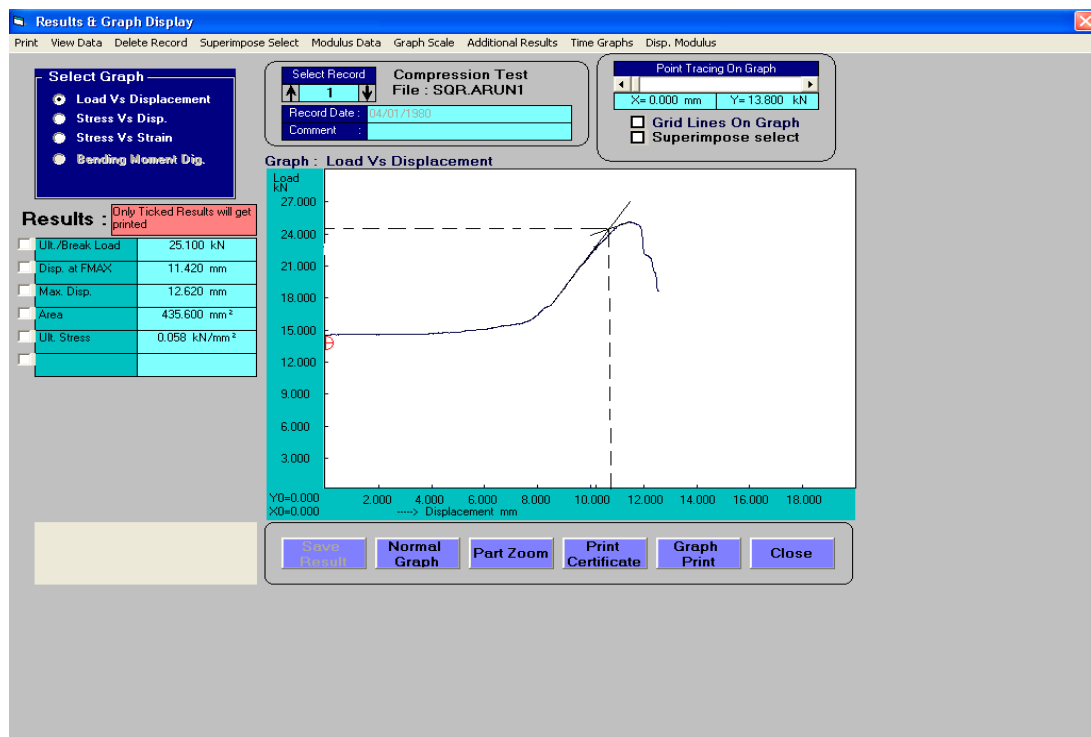 Results & Graph Display
Print View Data Delete Record Superimpose Select Modulus Data Graph Scale Additional Results Time Graphs Disp. Modulus
Select Graph
Load Vs Displacement
Stress Vs Disp.
Stress Vs Strain
Bending Moment Dig.
Select Record
1
Compression Test
File : SQR.ARUN1
Record Date : 04/01/1980
Comment :
Point Tracing On Graph
X= 0.000 mm Y= 13.800 kN
Grid Lines On Graph
Superimpose select
Results : Only Ticked Results will get
printed
Ult./Break Load 25.100 kN
Disp. at FMAX 11.420 mm
Max. Disp. 12.620 mm
Area 435.600 mm²
Ult. Stress 0.058 kN/mm²
Graph : Load Vs Displacement
Load
kN
27.000
24.000
21.000
18.000
15.000
12.000
9.000
6.000
3.000
Y0=0.000
X0=0.000
2.000 4.000 6.000 8.000 10.000 12.000 14.000 16.000 18.000
----> Displacement mm
Save
Result
Normal
Graph
Part Zoom
Print
Certificate
Graph
Print
Close